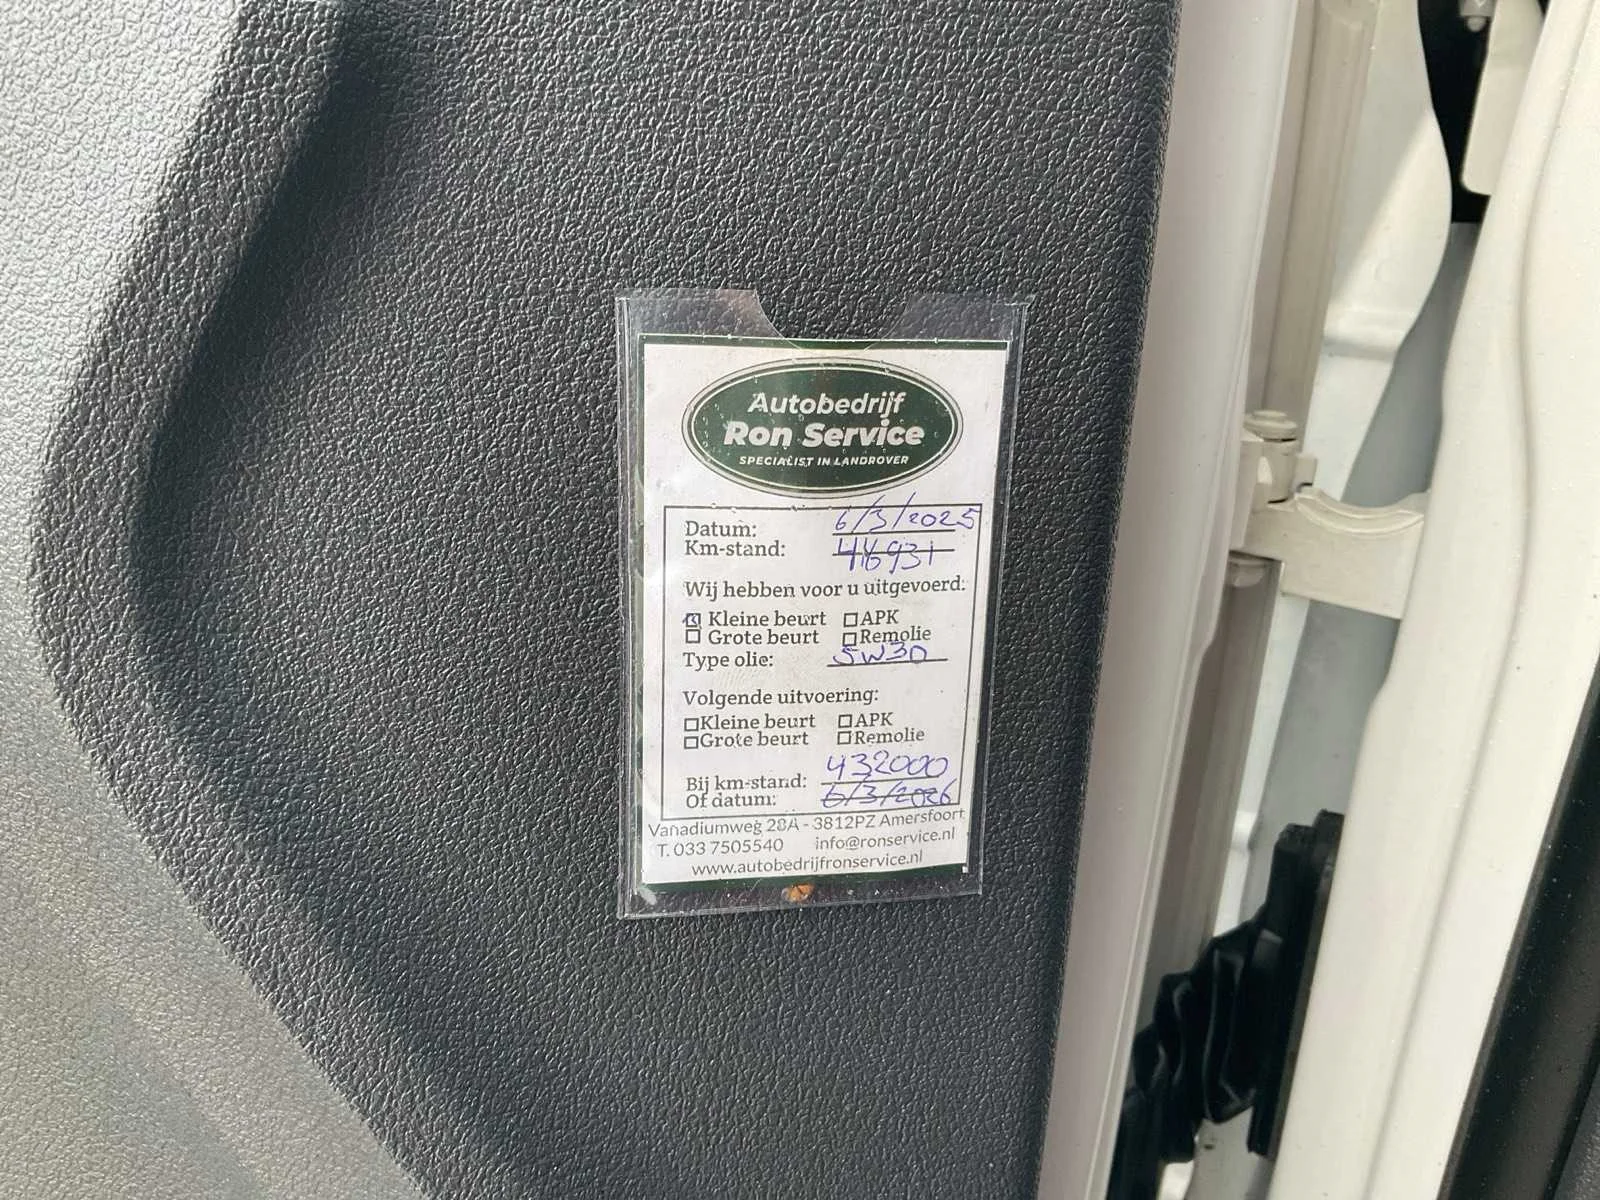 Autobedrijf
Ron Service
SPECIALIST IN LANDROVER
Datum: 6/3/2025
Km-stand:
Wij hebben voor u uitgevoerd:
Kleine beurt APK
Grote beurt Remolie
Type olie: 5W30
Volgende uitvoering:
Kleine beurt APK
Grote beurt Remolie
Bij km-stand: 432000
Of datum: 6/3/2026
Vanadiumweg 28A - 3812PZ Amersfoort
T. 033 7505540 info@ronservice.nl
www.autobedrijfronservice.nl